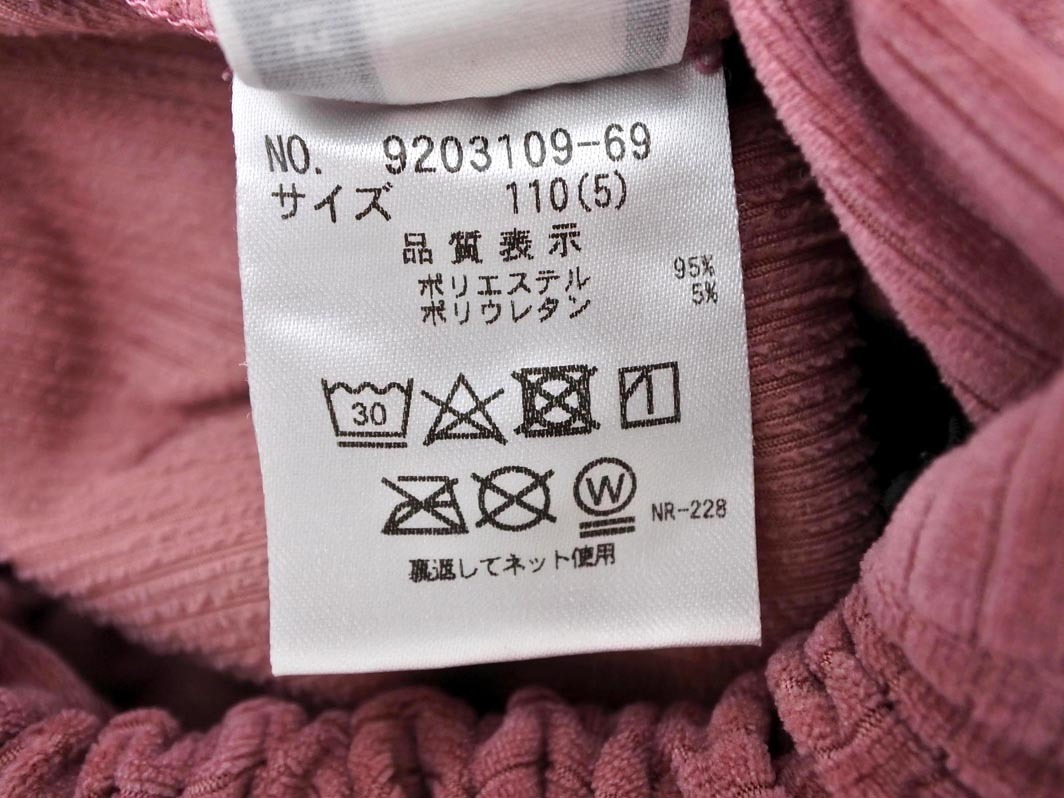 NO. 9203109-69
サイズ 110(5)
品質表示
ポリエステル 95%
ポリウレタン 5%
30
W NR-228
裏返してネット使用